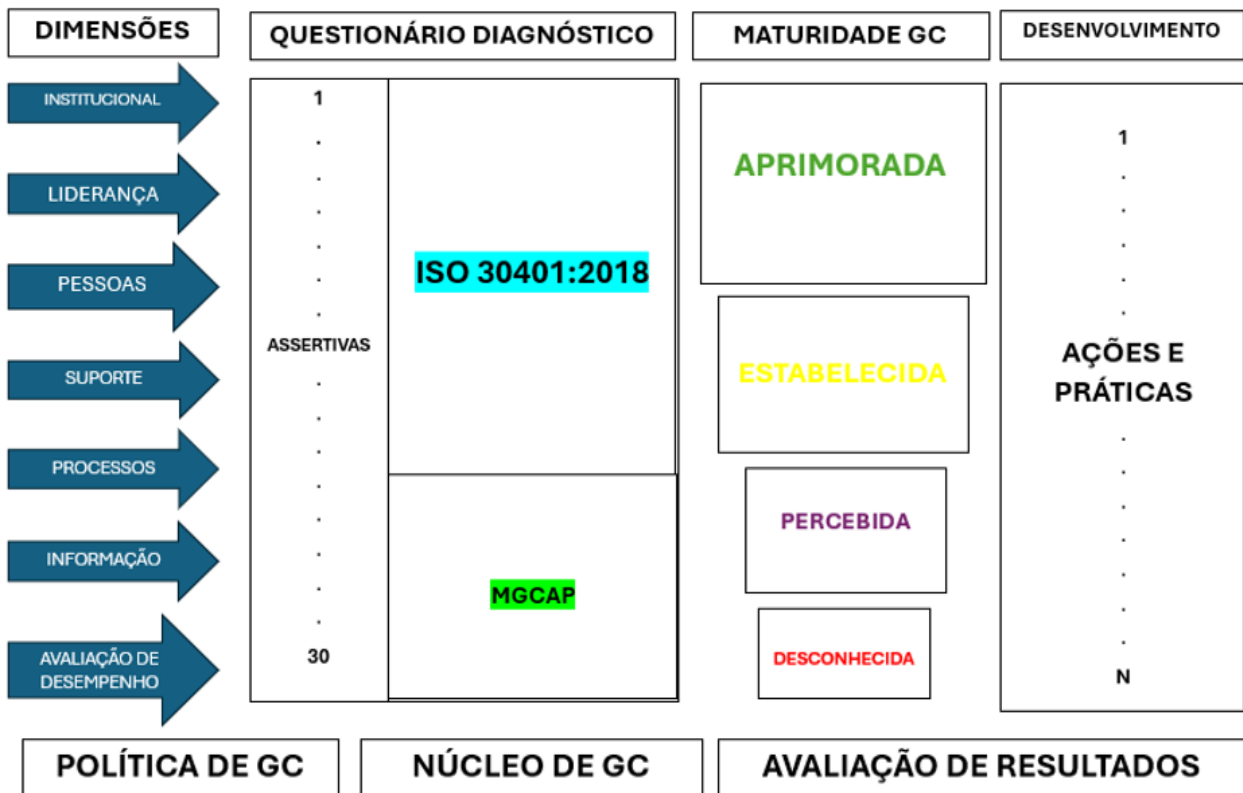 DIMENSÕES
QUESTIONÁRIO DIAGNÓSTICO
MATURIDADE GC
DESENVOLVIMENTO
INSTITUCIONAL
LIDERANÇA
PESSOAS
SUPORTE
PROCESSOS
INFORMAÇÃO
AVALIAÇÃO DE
DESEMPENHO
1
.
.
.
.
.
.
ASSERTIVAS
.
.
.
.
.
.
.
.
30
ISO 30401:2018
MGCAP
APRIMORADA
ESTABELECIDA
PERCEBIDA
DESCONHECIDA
1
.
.
.
.
.
AÇÕES E
PRÁTICAS
.
.
.
.
.
.
.
N
POLÍTICA DE GC
NÚCLEO DE GC
AVALIAÇÃO DE RESULTADOS